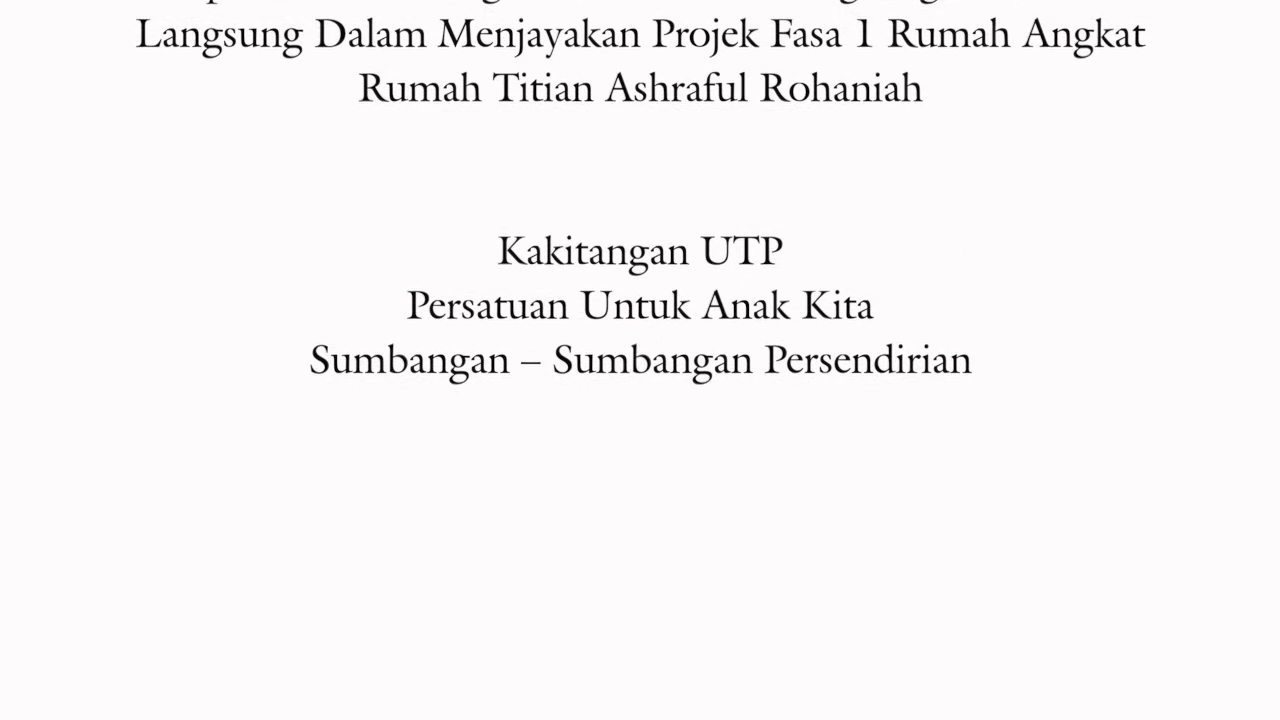 Langsung Dalam Menjayakan Projek Fasa 1 Rumah Angkat
Rumah Titian Ashraful Rohaniah
Kakitangan UTP
Persatuan Untuk Anak Kita
Sumbangan – Sumbangan Persendirian